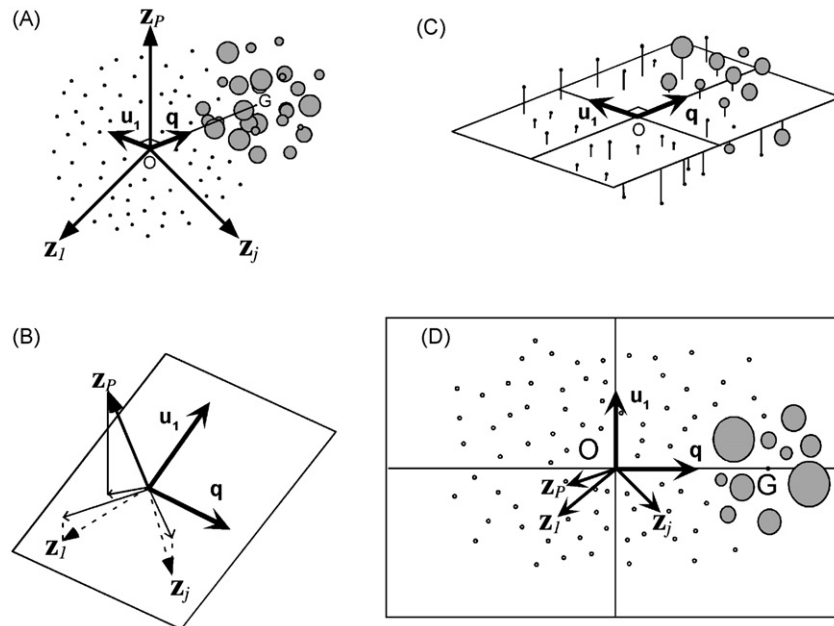 (A)
z_P
G
u_1
q
O
z_1
z_j
(C)
u_1
q
O
(B)
z_P
u_1
q
z_1
z_j
(D)
u_1
O
q
G
z_P
z_1
z_j